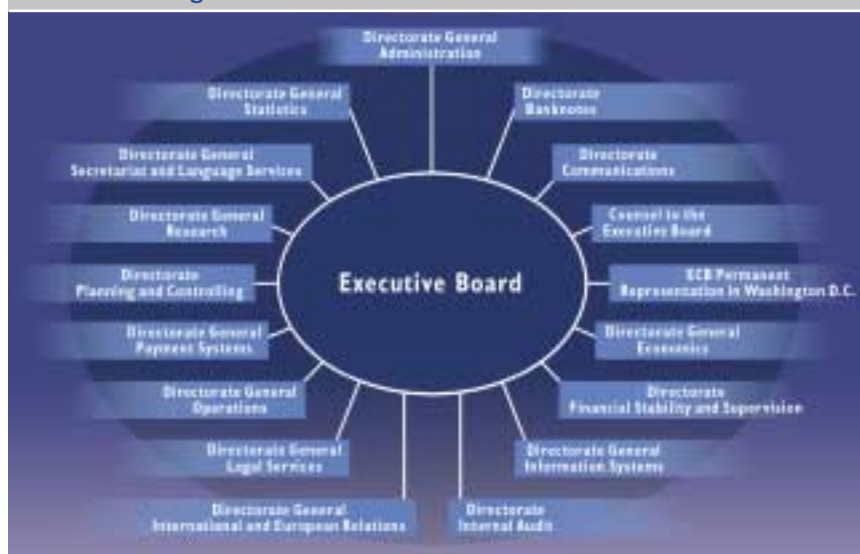 Directorate General
Administration
Directorate General
Statistics
Directorate
Banknotes
Directorate General
Secretariat and Language Services
Directorate
Communications
Directorate General
Research
Counsel to the
Executive Board
Directorate
Planning and Controlling
Executive Board
ECB Permanent
Representation in Washington D.C.
Directorate General
Payment Systems
Directorate General
Economics
Directorate General
Operations
Directorate
Financial Stability and Supervision
Directorate General
Legal Services
Directorate General
Information Systems
Directorate General
International and European Relations
Directorate
Internal Audit